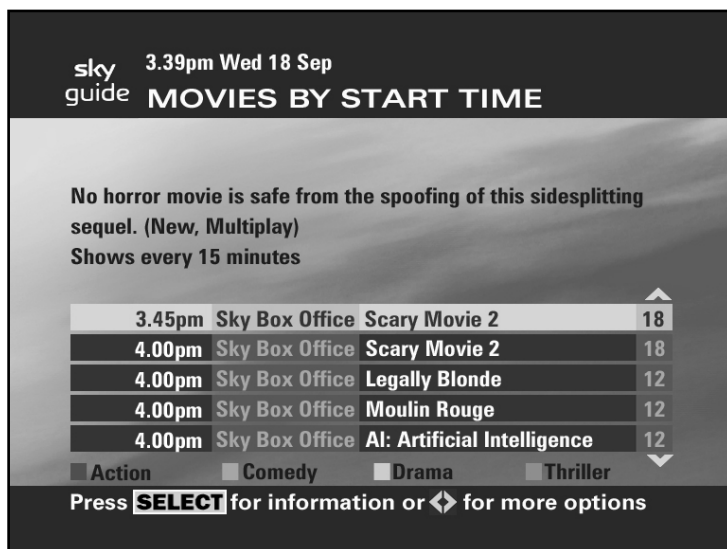 sky guide
3.39pm Wed 18 Sep
MOVIES BY START TIME
No horror movie is safe from the spoofing of this sidesplitting
sequel. (New, Multiplay)
Shows every 15 minutes
3.45pm Sky Box Office Scary Movie 2 18
4.00pm Sky Box Office Scary Movie 2 18
4.00pm Sky Box Office Legally Blonde 12
4.00pm Sky Box Office Moulin Rouge 12
4.00pm Sky Box Office AI: Artificial Intelligence 12
Action Comedy Drama Thriller
Press SELECT for information or for more options